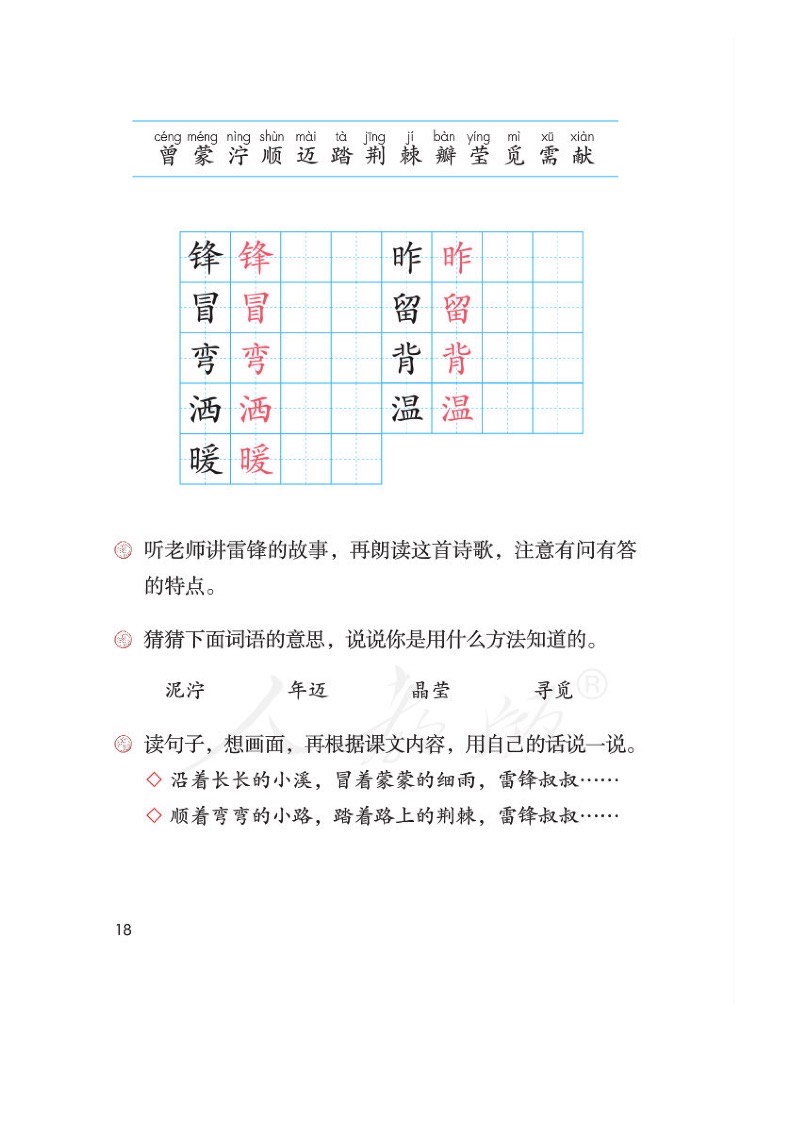 céng méng nìng shùn mài tà jīng jí bàn yíng mì xū xiàn
曾 蒙 泞 顺 迈 踏 荆 棘 瓣 莹 觅 需 献
锋 锋 昨 昨
冒 冒 留 留
弯 弯 背 背
洒 洒 温 温
暖 暖
听老师讲雷锋的故事，再朗读这首诗歌，注意有问有答
的特点。
猜猜下面词语的意思，说说你是用什么方法知道的。
泥泞 年迈 晶莹 寻觅
人教版®
读句子，想画面，再根据课文内容，用自己的话说一说。
◇ 沿着长长的小溪，冒着蒙蒙的细雨，雷锋叔叔……
◇ 顺着弯弯的小路，踏着路上的荆棘，雷锋叔叔……
18